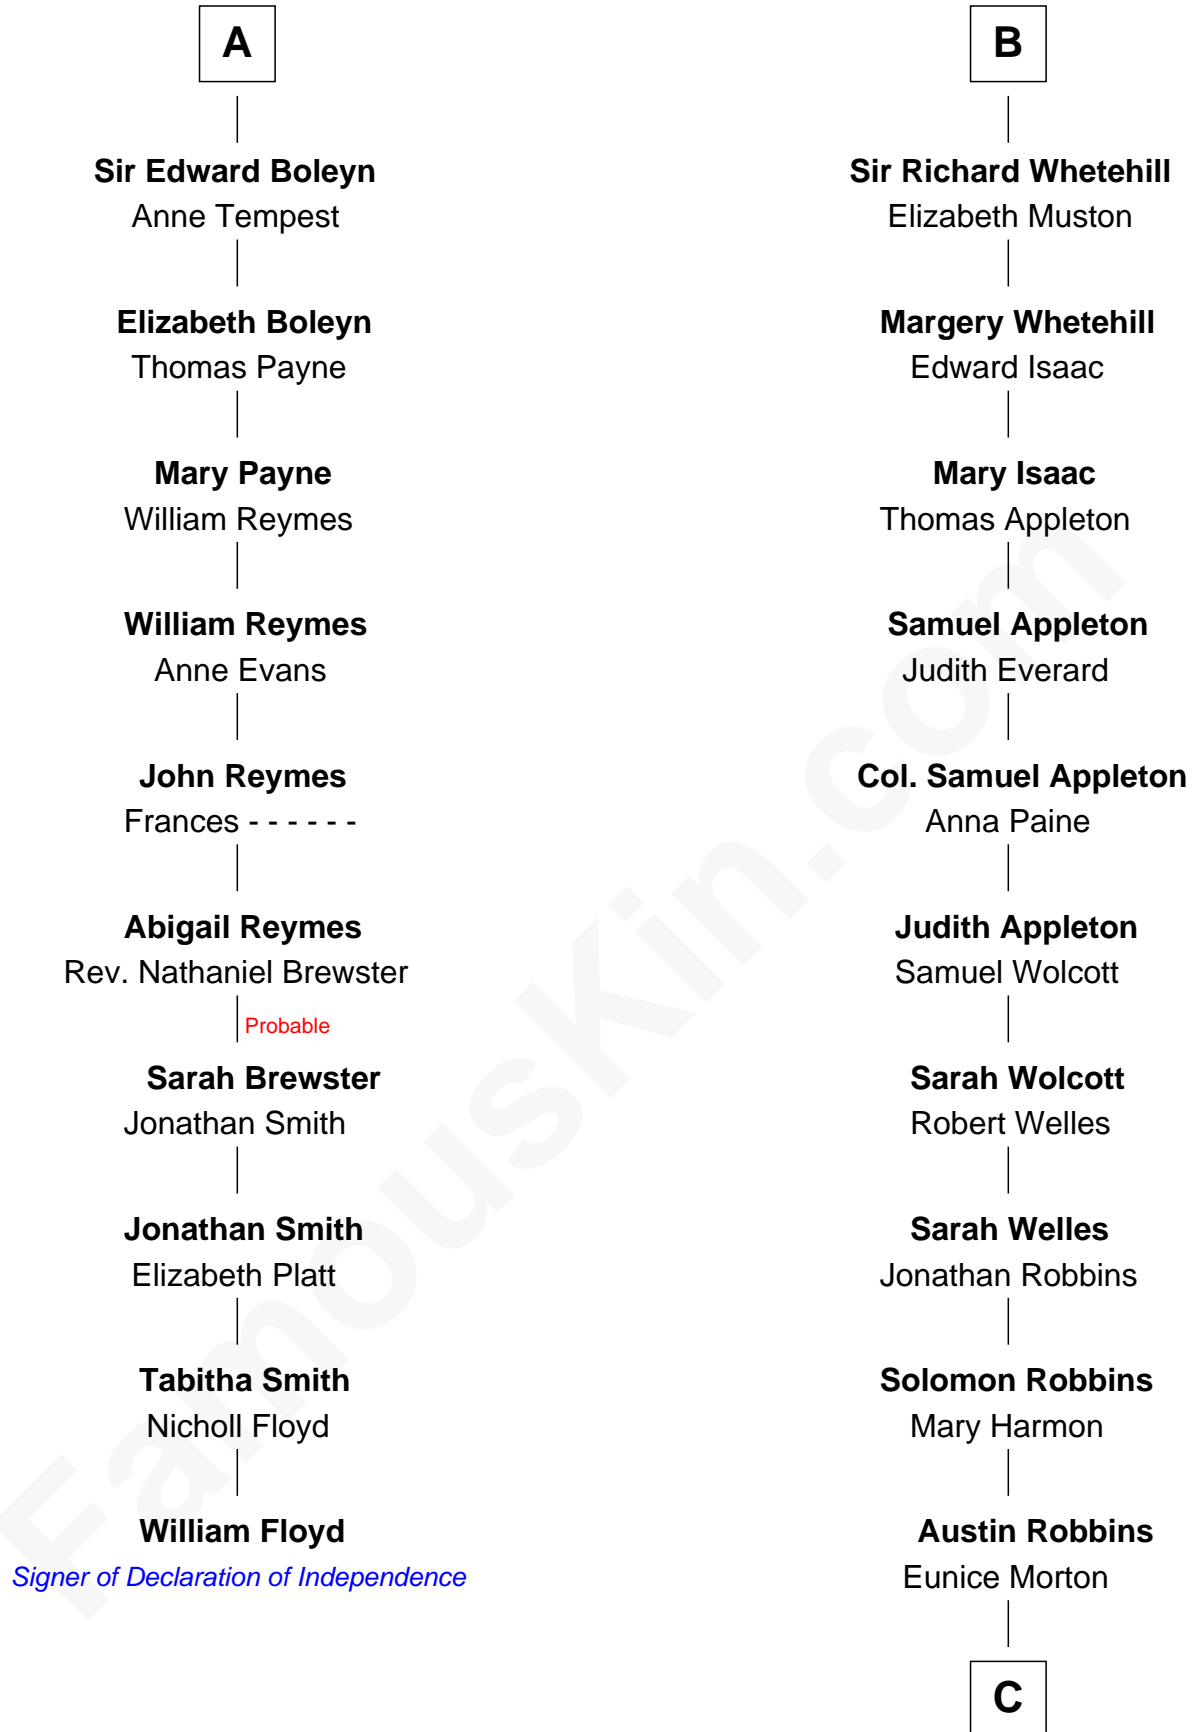 A
Sir Edward Boleyn
Anne Tempest
Elizabeth Boleyn
Thomas Payne
Mary Payne
William Reymes
William Reymes
Anne Evans
John Reymes
Frances - - - - - -
Abigail Reymes
Rev. Nathaniel Brewster
Probable
Sarah Brewster
Jonathan Smith
Jonathan Smith
Elizabeth Platt
Tabitha Smith
Nicholl Floyd
William Floyd
Signer of Declaration of Independence
B
Sir Richard Whetehill
Elizabeth Muston
Margery Whetehill
Edward Isaac
Mary Isaac
Thomas Appleton
Samuel Appleton
Judith Everard
Col. Samuel Appleton
Anna Paine
Judith Appleton
Samuel Wolcott
Sarah Wolcott
Robert Welles
Sarah Welles
Jonathan Robbins
Solomon Robbins
Mary Harmon
Austin Robbins
Eunice Morton
C
FamousKin.com